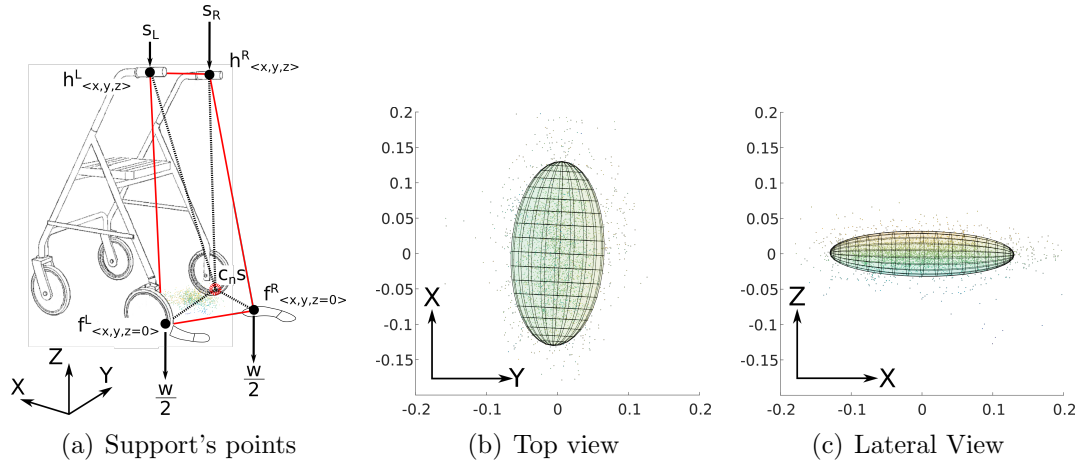 s_L
s_R
h^L_<x,y,z>
h^R_<x,y,z>
c_n s
f^R_<x,y,z=0>
f^L_<x,y,z=0>
w/2
w/2
Z
Y
X
(a) Support's points
0.2
0.15
0.1
0.05
0
-0.05
-0.1
-0.15
X
Y
-0.2 -0.1 0 0.1 0.2
(b) Top view
0.2
0.15
0.1
0.05
0
-0.05
-0.1
-0.15
Z
X
-0.2 -0.1 0 0.1 0.2
(c) Lateral View